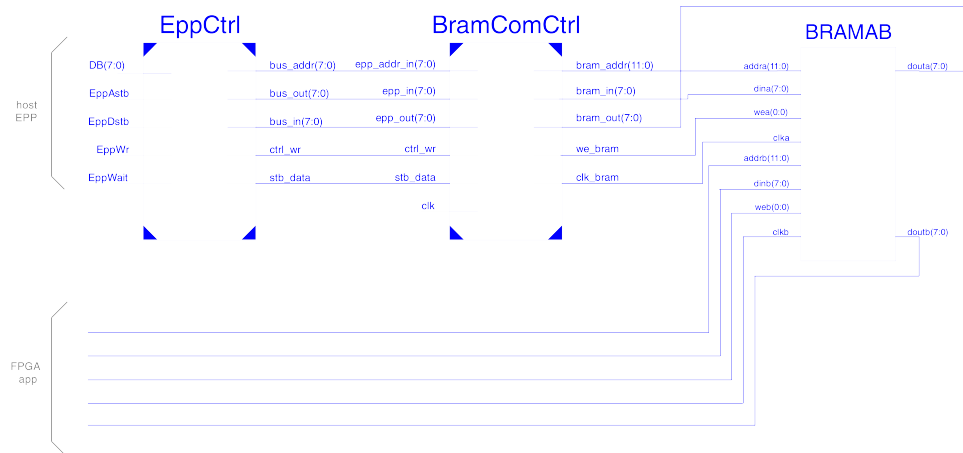 EppCtrl
BramComCtrl
BRAMAB
host
EPP
DB(7:0)
EppAstb
EppDstb
EppWr
EppWait
bus_addr(7:0)
bus_out(7:0)
bus_in(7:0)
ctrl_wr
stb_data
epp_addr_in(7:0)
epp_in(7:0)
epp_out(7:0)
ctrl_wr
stb_data
clk
bram_addr(11:0)
bram_in(7:0)
bram_out(7:0)
we_bram
clk_bram
addra(11:0)
dina(7:0)
wea(0:0)
clka
addrb(11:0)
dinb(7:0)
web(0:0)
clkb
douta(7:0)
doutb(7:0)
FPGA
app